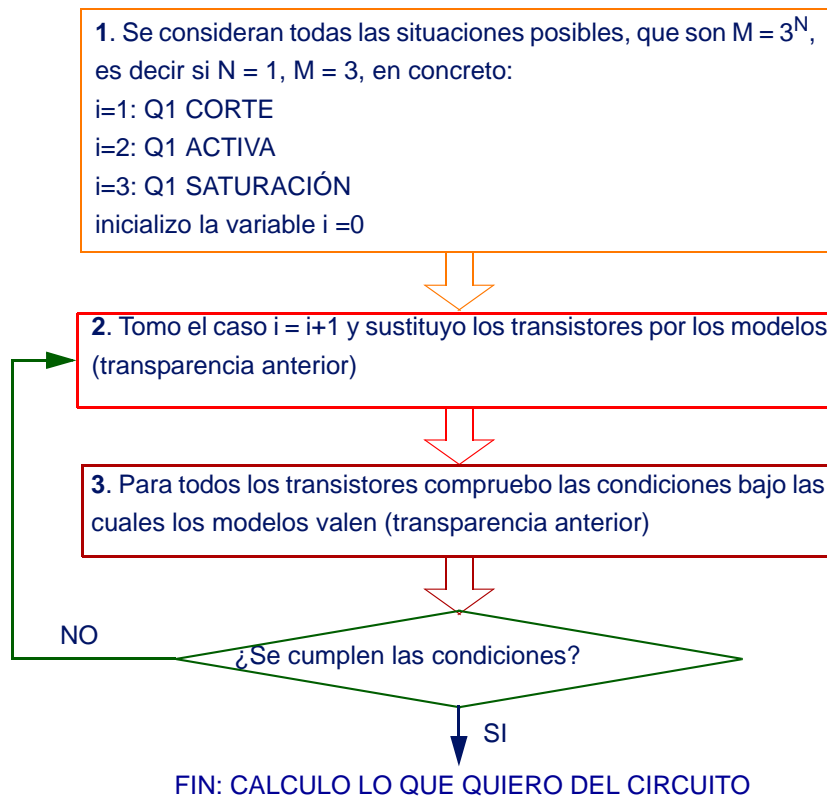 1. Se consideran todas las situaciones posibles, que son M = 3^N,
es decir si N = 1, M = 3, en concreto:
i=1: Q1 CORTE
i=2: Q1 ACTIVA
i=3: Q1 SATURACIÓN
inicializo la variable i =0
2. Tomo el caso i = i+1 y sustituyo los transistores por los modelos
(transparencia anterior)
3. Para todos los transistores compruebo las condiciones bajo las
cuales los modelos valen (transparencia anterior)
NO
¿Se cumplen las condiciones?
SI
FIN: CALCULO LO QUE QUIERO DEL CIRCUITO